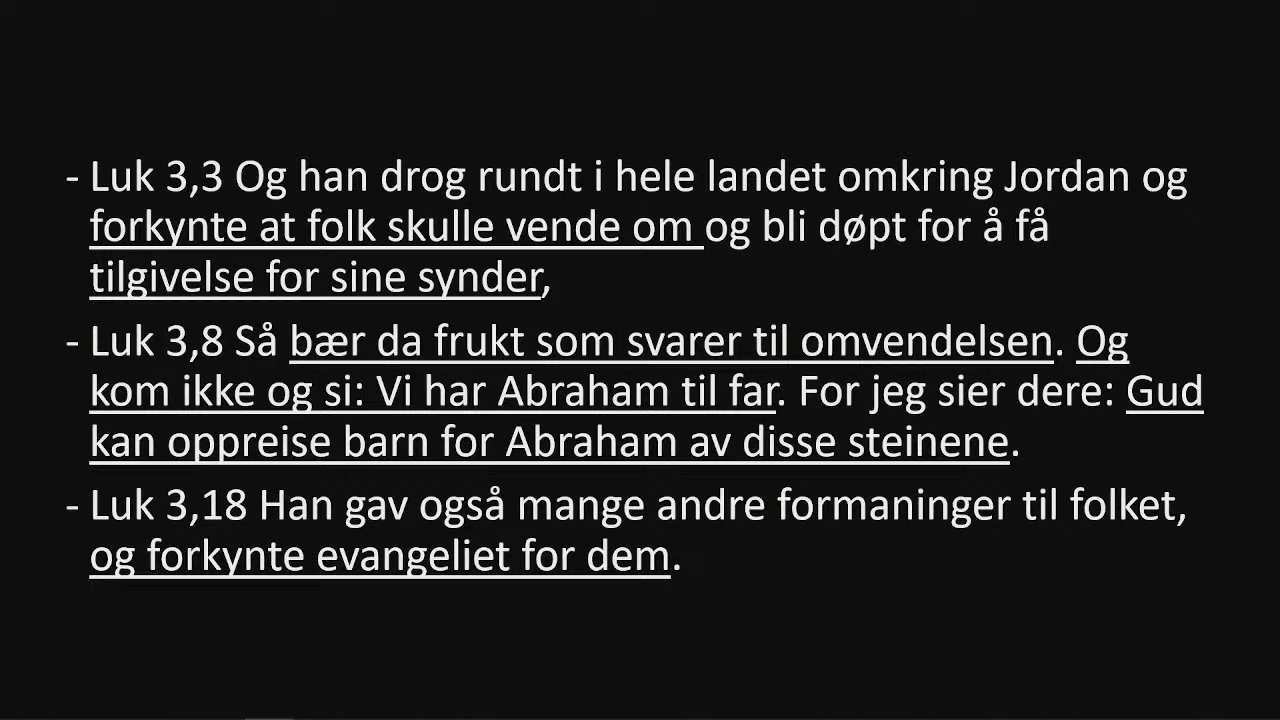 - Luk 3,3 Og han drog rundt i hele landet omkring Jordan og
forkynte at folk skulle vende om og bli døpt for å få
tilgivelse for sine synder,
- Luk 3,8 Så bær da frukt som svarer til omvendelsen. Og
kom ikke og si: Vi har Abraham til far. For jeg sier dere: Gud
kan oppreise barn for Abraham av disse steinene.
- Luk 3,18 Han gav også mange andre formaninger til folket,
og forkynte evangeliet for dem.